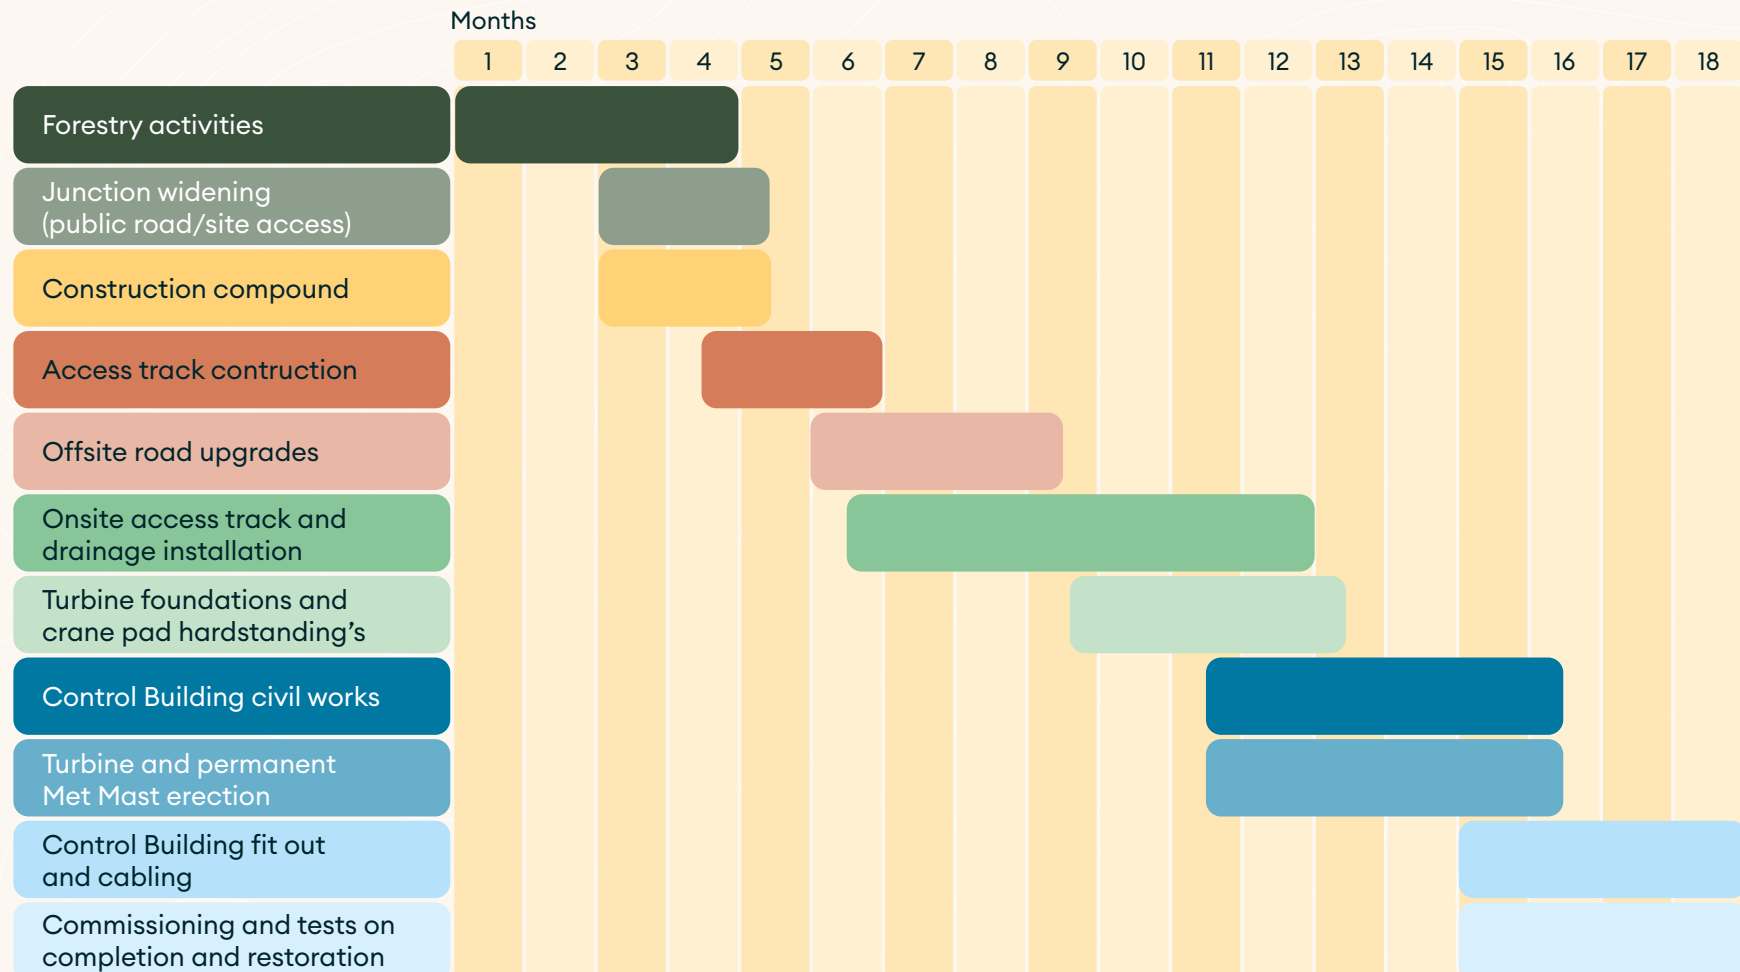 Months
1 2 3 4 5 6 7 8 9 10 11 12 13 14 15 16 17 18
Forestry activities
Junction widening
(public road/site access)
Construction compound
Access track contruction
Offsite road upgrades
Onsite access track and
drainage installation
Turbine foundations and
crane pad hardstanding’s
Control Building civil works
Turbine and permanent
Met Mast erection
Control Building fit out
and cabling
Commissioning and tests on
completion and restoration